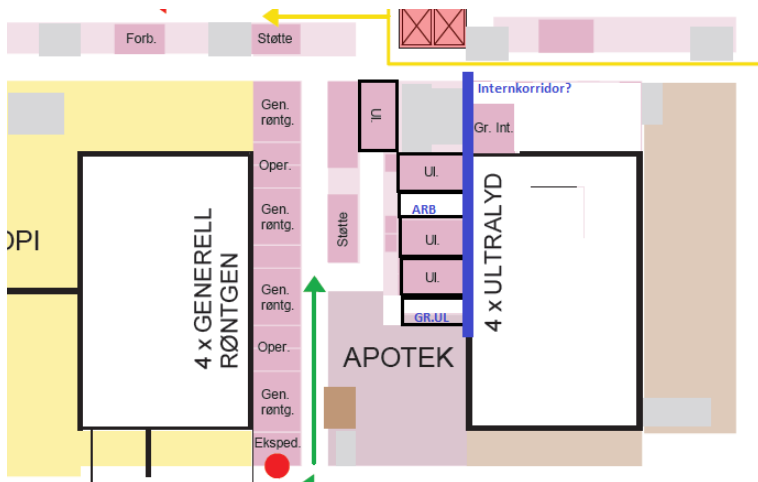 Forb.
Støtte
Internkorridor?
Gen.
røntg.
Ul.
Gr. Int.
Oper.
Ul.
ARB
Gen.
røntg.
Støtte
Ul.
OPI
4 x GENERELL
RØNTGEN
4 x ULTRALYD
Gen.
røntg.
Ul.
GR.UL
Oper.
APOTEK
Gen.
røntg.
Eksped.